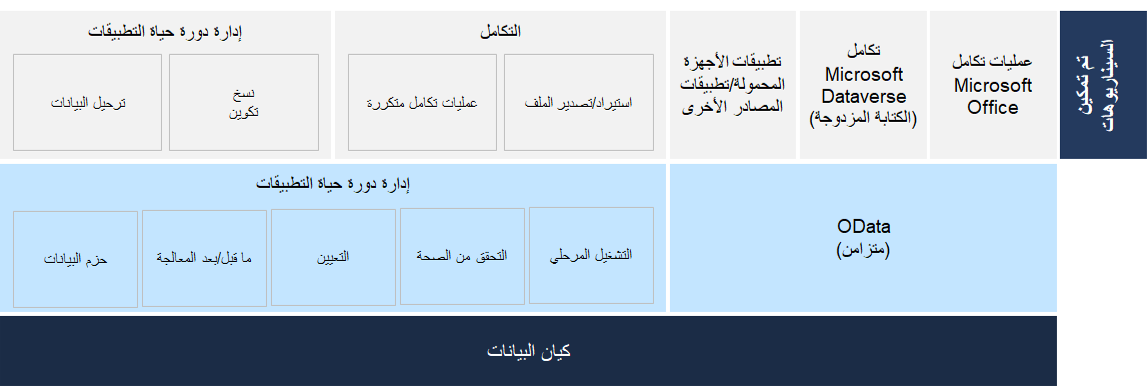 تم تمكين
السيناريوهات
عمليات تكامل
Microsoft
Office
تكامل
Microsoft
Dataverse
(الكتابة المزدوجة)
تطبيقات الأجهزة
المحمولة/تطبيقات
المصادر الأخرى
التكامل
استيراد/تصدير الملف
عمليات تكامل متكررة
إدارة دورة حياة التطبيقات
نسخ
تكوين
ترحيل البيانات
OData
(متزامن)
إدارة دورة حياة التطبيقات
التشغيل المرحلي
التحقق من الصحة
التعيين
ما قبل/بعد المعالجة
حزم البيانات
كيان البيانات